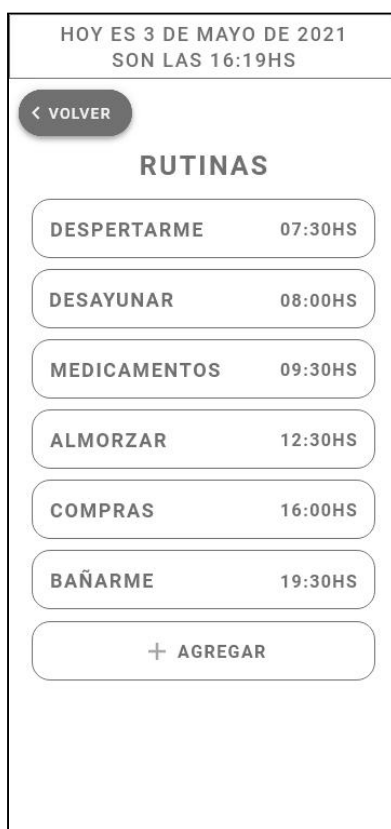 HOY ES 3 DE MAYO DE 2021
SON LAS 16:19HS
VOLVER
RUTINAS
DESPERTARME 07:30HS
DESAYUNAR 08:00HS
MEDICAMENTOS 09:30HS
ALMORZAR 12:30HS
COMPRAS 16:00HS
BAÑARME 19:30HS
+ AGREGAR